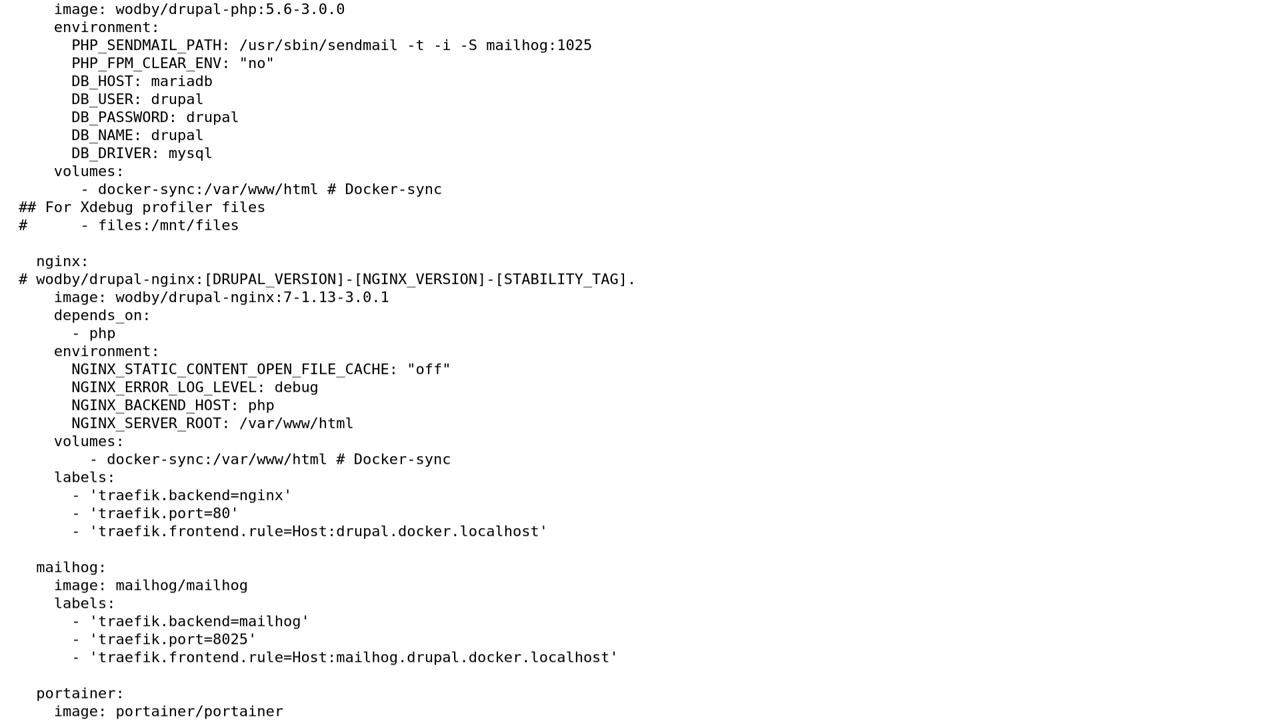 image: wodby/drupal-php:5.6-3.0.0
    environment:
      PHP_SENDMAIL_PATH: /usr/sbin/sendmail -t -i -S mailhog:1025
      PHP_FPM_CLEAR_ENV: "no"
      DB_HOST: mariadb
      DB_USER: drupal
      DB_PASSWORD: drupal
      DB_NAME: drupal
      DB_DRIVER: mysql
    volumes:
       - docker-sync:/var/www/html # Docker-sync
## For Xdebug profiler files
#      - files:/mnt/files

  nginx:
# wodby/drupal-nginx:[DRUPAL_VERSION]-[NGINX_VERSION]-[STABILITY_TAG].
    image: wodby/drupal-nginx:7-1.13-3.0.1
    depends_on:
      - php
    environment:
      NGINX_STATIC_CONTENT_OPEN_FILE_CACHE: "off"
      NGINX_ERROR_LOG_LEVEL: debug
      NGINX_BACKEND_HOST: php
      NGINX_SERVER_ROOT: /var/www/html
    volumes:
        - docker-sync:/var/www/html # Docker-sync
    labels:
      - 'traefik.backend=nginx'
      - 'traefik.port=80'
      - 'traefik.frontend.rule=Host:drupal.docker.localhost'

  mailhog:
    image: mailhog/mailhog
    labels:
      - 'traefik.backend=mailhog'
      - 'traefik.port=8025'
      - 'traefik.frontend.rule=Host:mailhog.drupal.docker.localhost'

  portainer:
    image: portainer/portainer